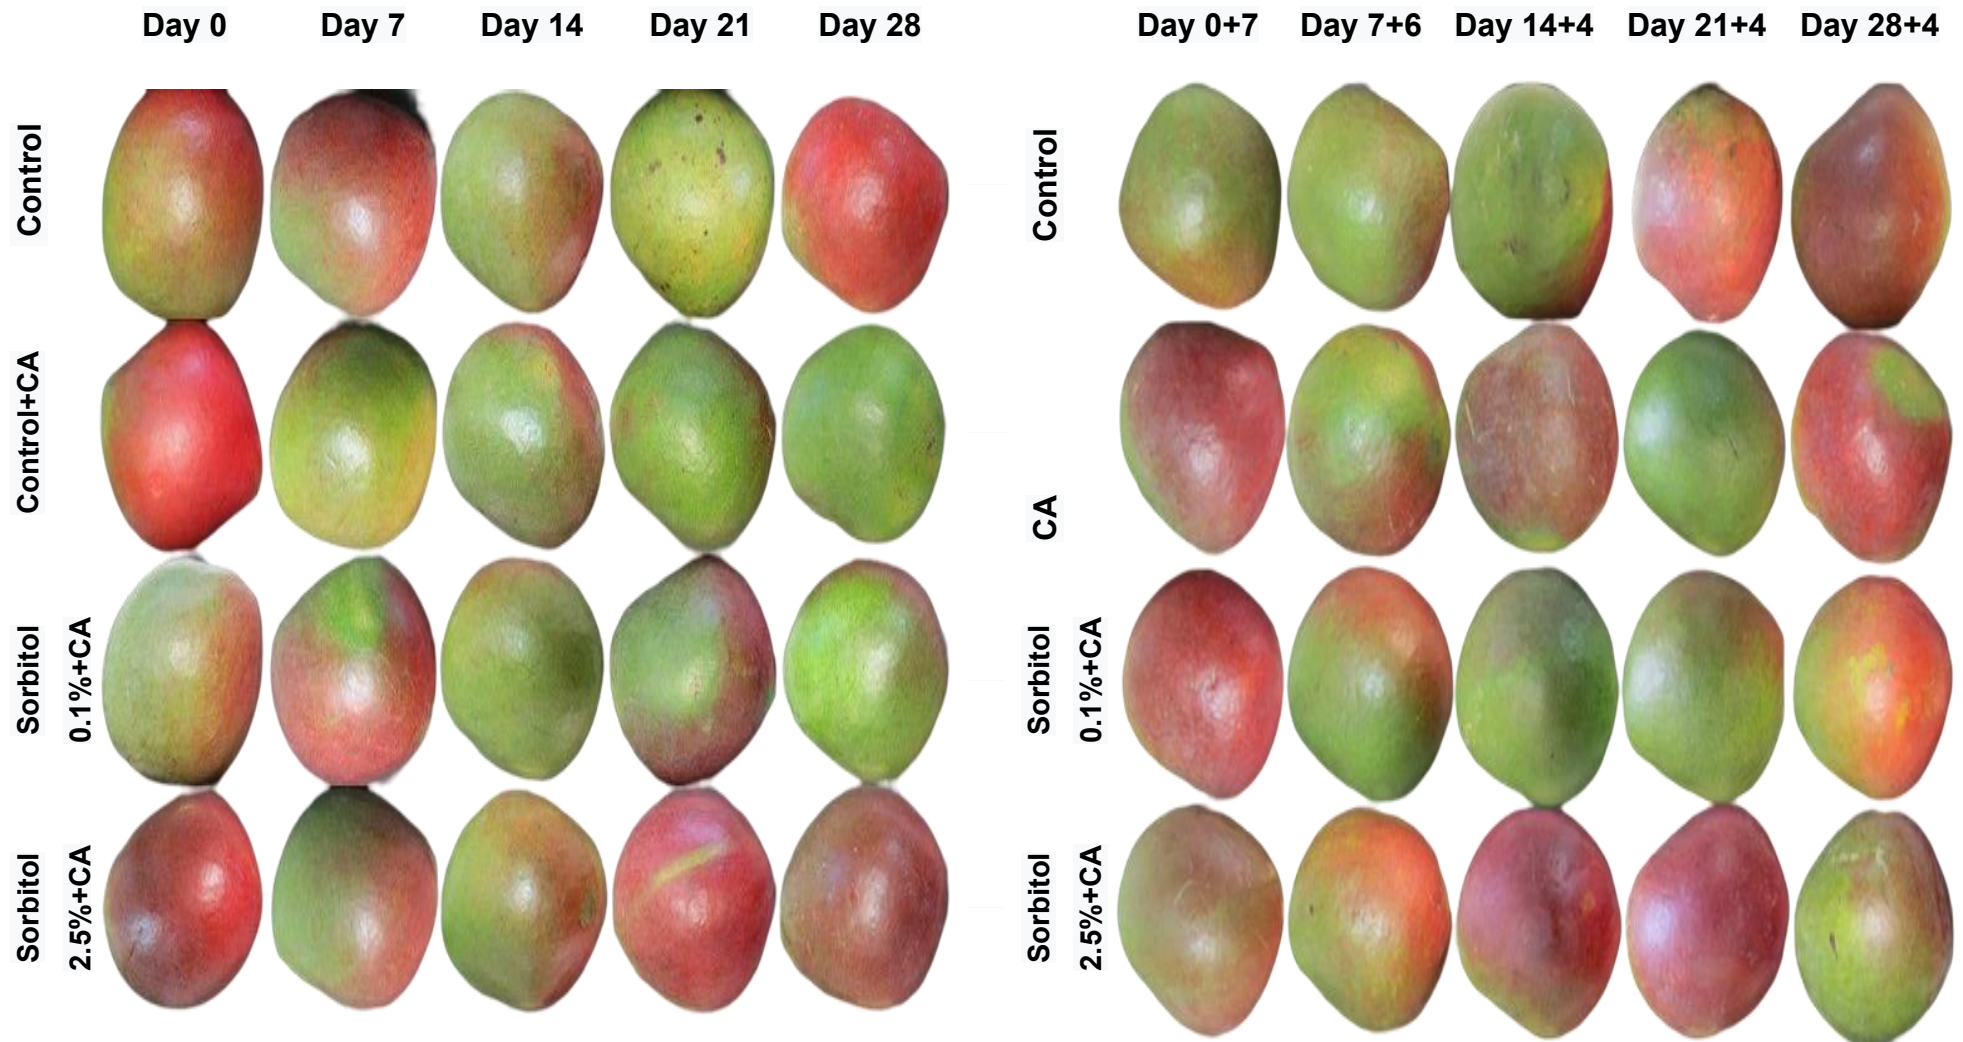 Day 0 Day 7 Day 14 Day 21 Day 28
Control
Control+CA
Sorbitol
0.1%+CA
Sorbitol
2.5%+CA
Day 0+7 Day 7+6 Day 14+4 Day 21+4 Day 28+4
Control
CA
Sorbitol
0.1%+CA
Sorbitol
2.5%+CA